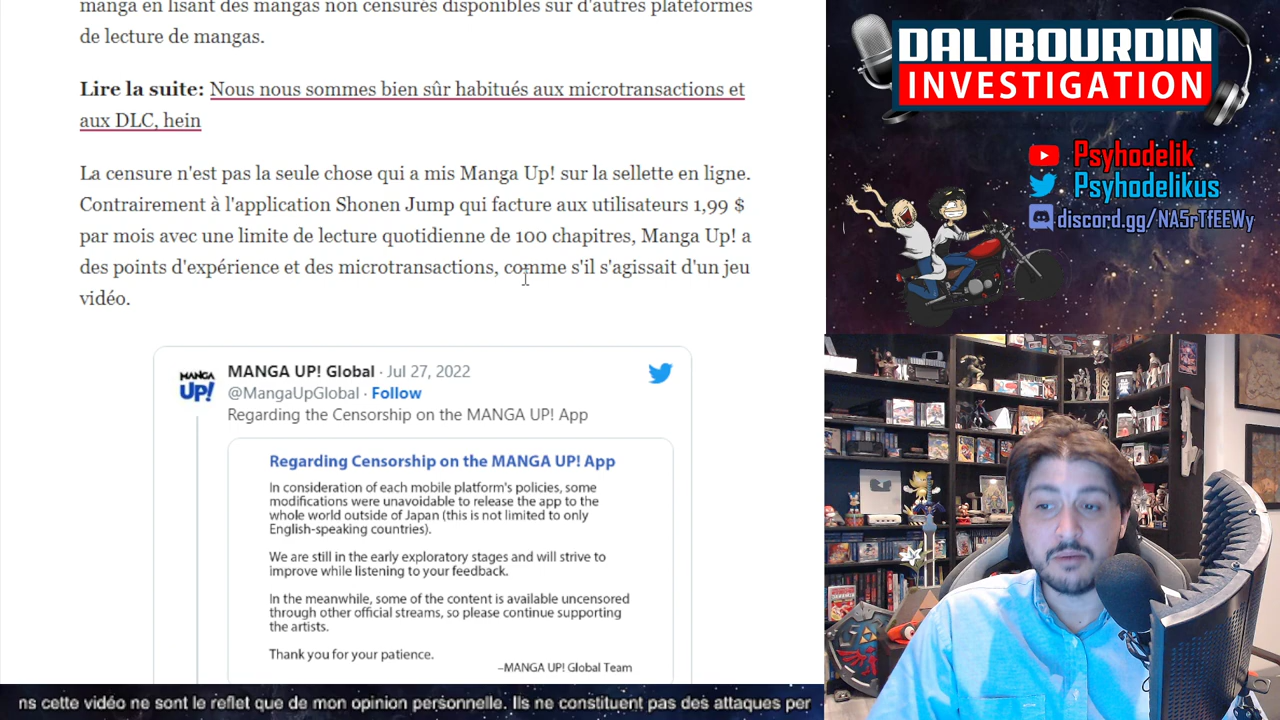 manga en lisant des mangas non censurés disponibles sur d'autres plateformes
de lecture de mangas.
Lire la suite: Nous nous sommes bien sûr habitués aux microtransactions et
aux DLC, hein
La censure n'est pas la seule chose qui a mis Manga Up! sur la sellette en ligne.
Contrairement à l'application Shonen Jump qui facture aux utilisateurs 1,99 $
par mois avec une limite de lecture quotidienne de 100 chapitres, Manga Up! a
des points d'expérience et des microtransactions, comme s'il s'agissait d'un jeu
vidéo.
MANGA UP!
MANGA UP! Global · Jul 27, 2022
@MangaUpGlobal · Follow
Regarding the Censorship on the MANGA UP! App
Regarding Censorship on the MANGA UP! App
In consideration of each mobile platform's policies, some
modifications were unavoidable to release the app to the
whole world outside of Japan (this is not limited to only
English-speaking countries).
We are still in the early exploratory stages and will strive to
improve while listening to your feedback.
In the meanwhile, some of the content is available uncensored
through other official streams, so please continue supporting
the artists.
Thank you for your patience.
–MANGA UP! Global Team
DALIBOURDIN
INVESTIGATION
Psyhodelik
Psyhodelikus
discord.gg/NA5rTfEEWy
ns cette vidéo ne sont le reflet que de mon opinion personnelle. Ils ne constituent pas des attaques per